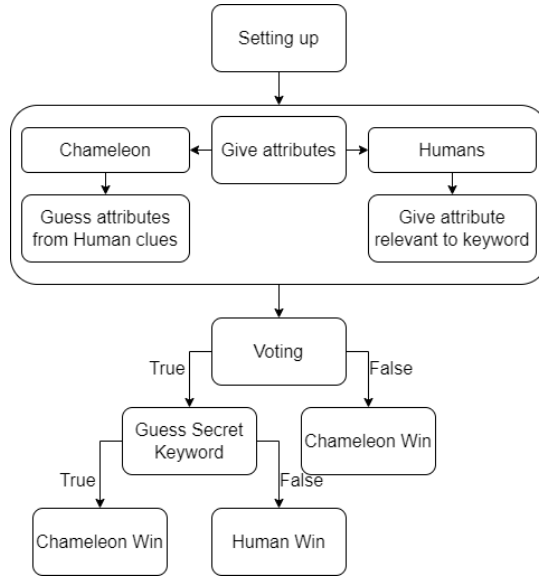 Setting up
Chameleon
Give attributes
Humans
Guess attributes
from Human clues
Give attribute
relevant to keyword
Voting
True
False
Guess Secret
Keyword
Chameleon Win
True
False
Chameleon Win
Human Win